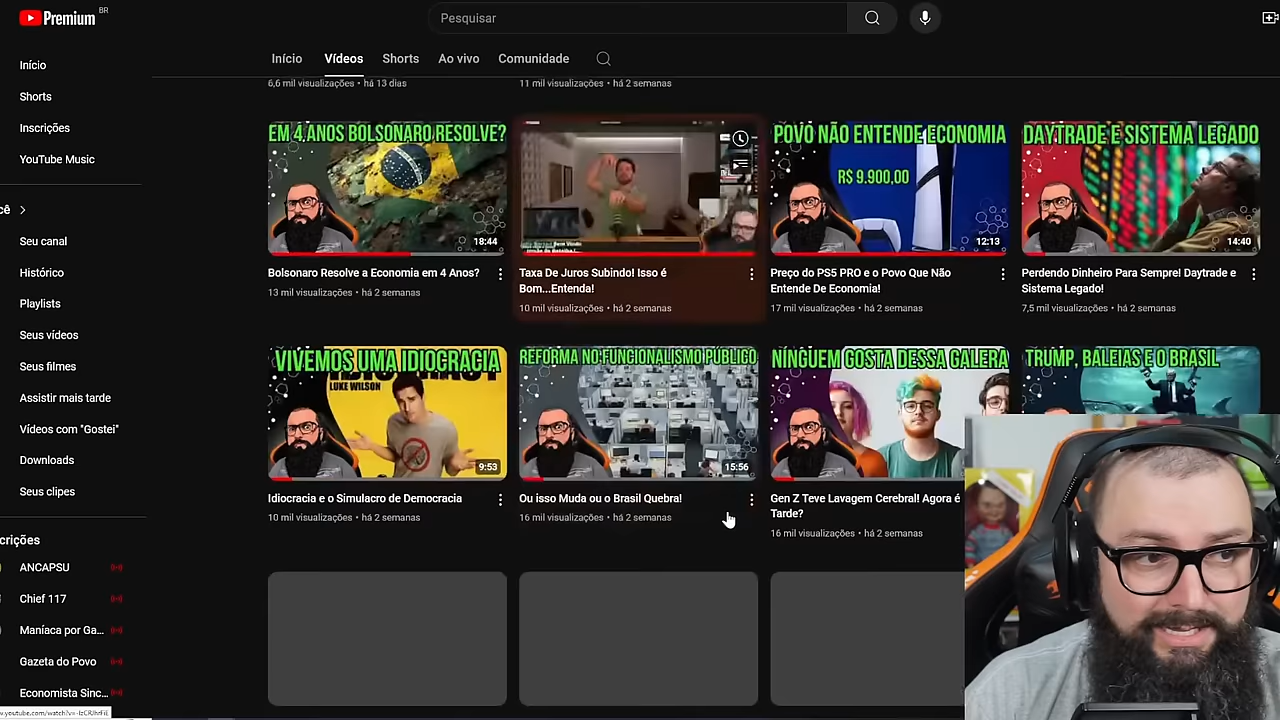 Premium BR
Pesquisar
Início
Vídeos
Shorts
Ao vivo
Comunidade
Início
Shorts
Inscrições
YouTube Music
cê
Seu canal
Histórico
Playlists
Seus vídeos
Seus filmes
Assistir mais tarde
Vídeos com "Gostei"
Downloads
Seus clipes
crições
ANCAPSU
Chief 117
Maníaca por Ga...
Gazeta do Povo
Economista Sinc...
6,6 mil visualizações • há 13 dias
11 mil visualizações • há 2 semanas
EM 4 ANOS BOLSONARO RESOLVE?
18:44
Bolsonaro Resolve a Economia em 4 Anos?
13 mil visualizações • há 2 semanas
Taxa De Juros Subindo! Isso é
Bom...Entenda!
10 mil visualizações • há 2 semanas
POVO NÃO ENTENDE ECONOMIA
R$ 9.900,00
12:13
Preço do PS5 PRO e o Povo Que Não
Entende De Economia!
17 mil visualizações • há 2 semanas
DAYTRADE E SISTEMA LEGADO
14:40
Perdendo Dinheiro Para Sempre! Daytrade e
Sistema Legado!
7,5 mil visualizações • há 2 semanas
VIVEMOS UMA IDIOCRACIA
LUKE WILSON
9:53
Idiocracia e o Simulacro de Democracia
10 mil visualizações • há 2 semanas
REFORMA NO FUNCIONALISMO PÚBLICO
15:56
Ou isso Muda ou o Brasil Quebra!
16 mil visualizações • há 2 semanas
NINGUEM GOSTA DESSA GALERA
Gen Z Teve Lavagem Cerebral! Agora é
Tarde?
16 mil visualizações • há 2 semanas
TRUMP, BALEIAS E O BRASIL